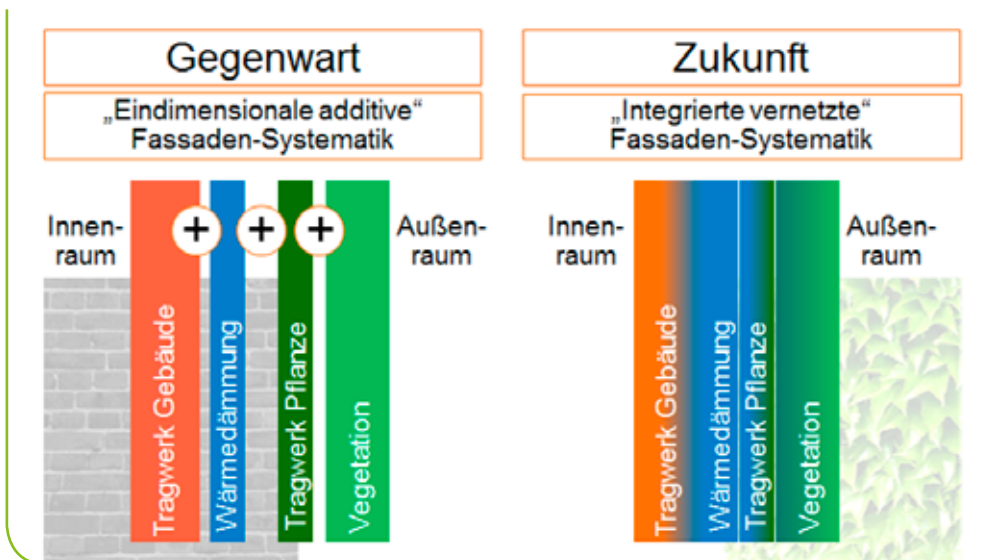 Gegenwart
„Eindimensionale additive“
Fassaden-Systematik
Innen-
raum
+
+
+
Außen-
raum
Tragwerk Gebäude
Wärmedämmung
Tragwerk Pflanze
Vegetation
Zukunft
„Integrierte vernetzte“
Fassaden-Systematik
Innen-
raum
Außen-
raum
Tragwerk Gebäude
Wärmedämmung
Tragwerk Pflanze
Vegetation